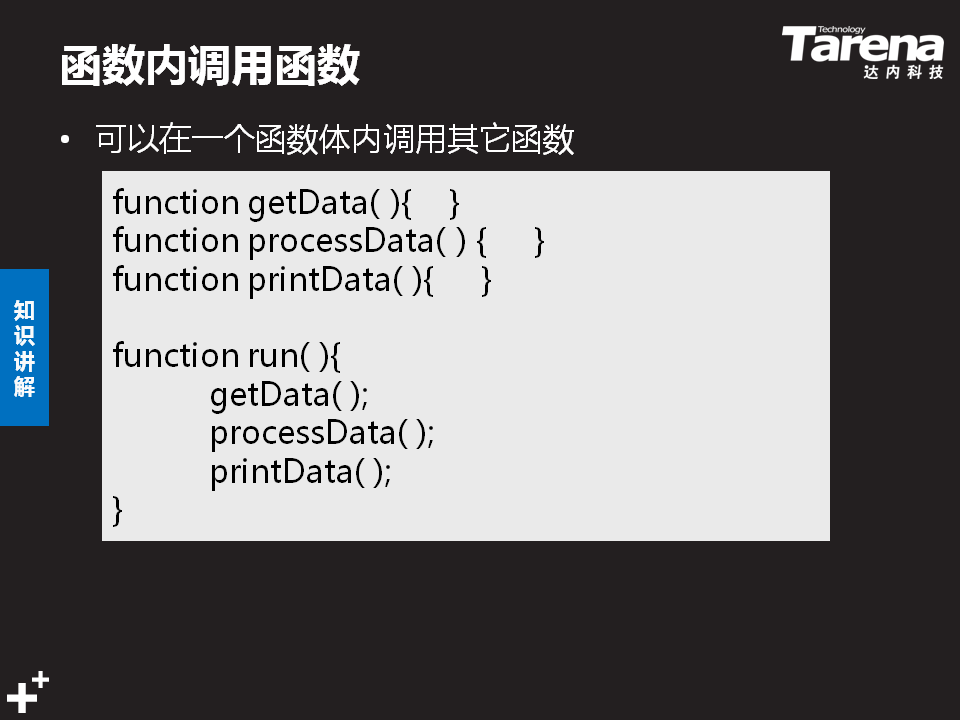 函数内调用函数
Technology
Tarena
达内科技
• 可以在一个函数体内调用其它函数
function getData( ){    }
function processData( ) {      }
function printData( ){      }
function run( ){
getData( );
processData( );
printData( );
}
知
识
讲
解